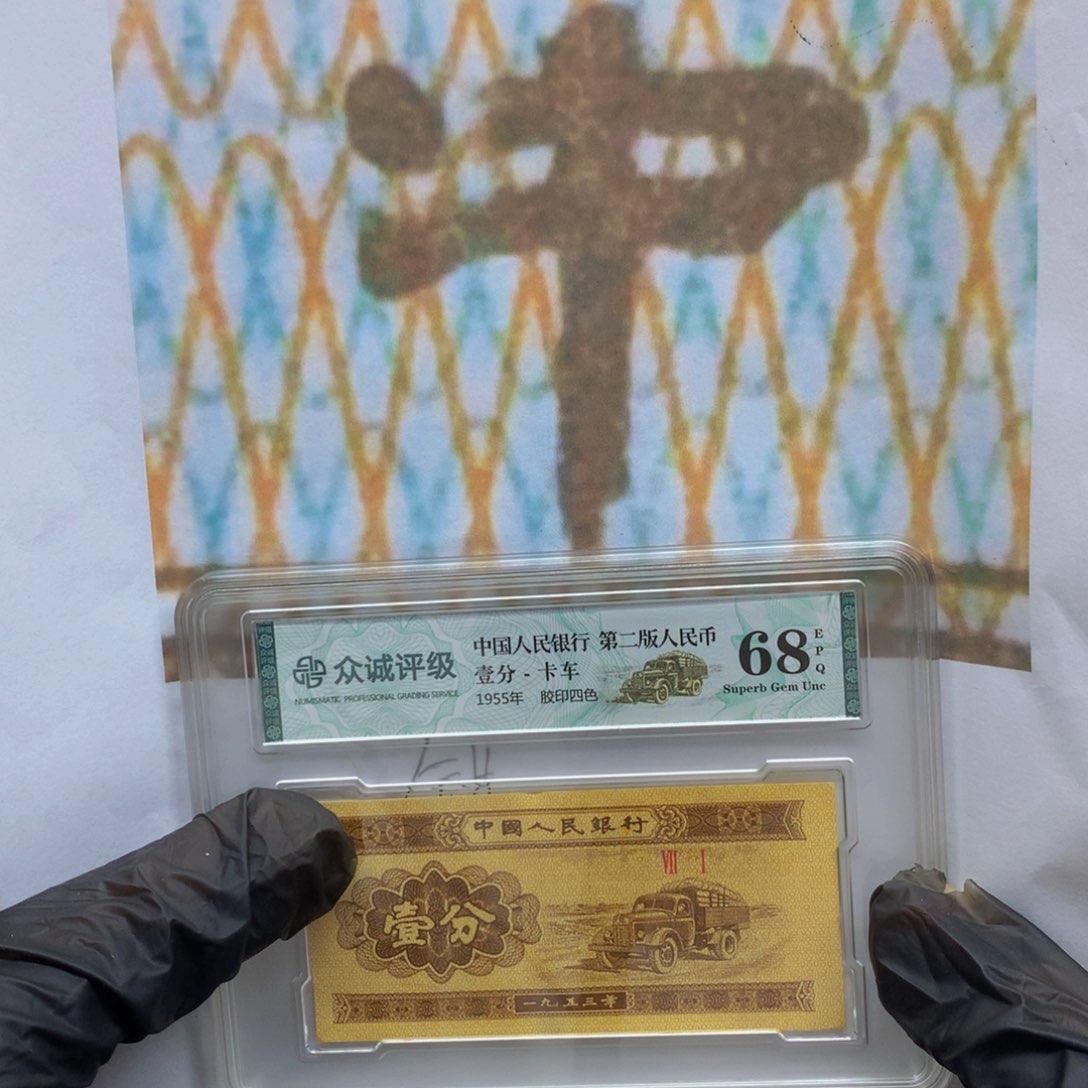 中国人民银行 第二版人民币
众诚评级
NUMISMATIC PROFESSIONAL GRADING SERVICE
壹分 - 卡车
1955年 胶印四色
68
EPQ
Superb Gem Unc
中國人民銀行
VII I
壹分
一九五三年